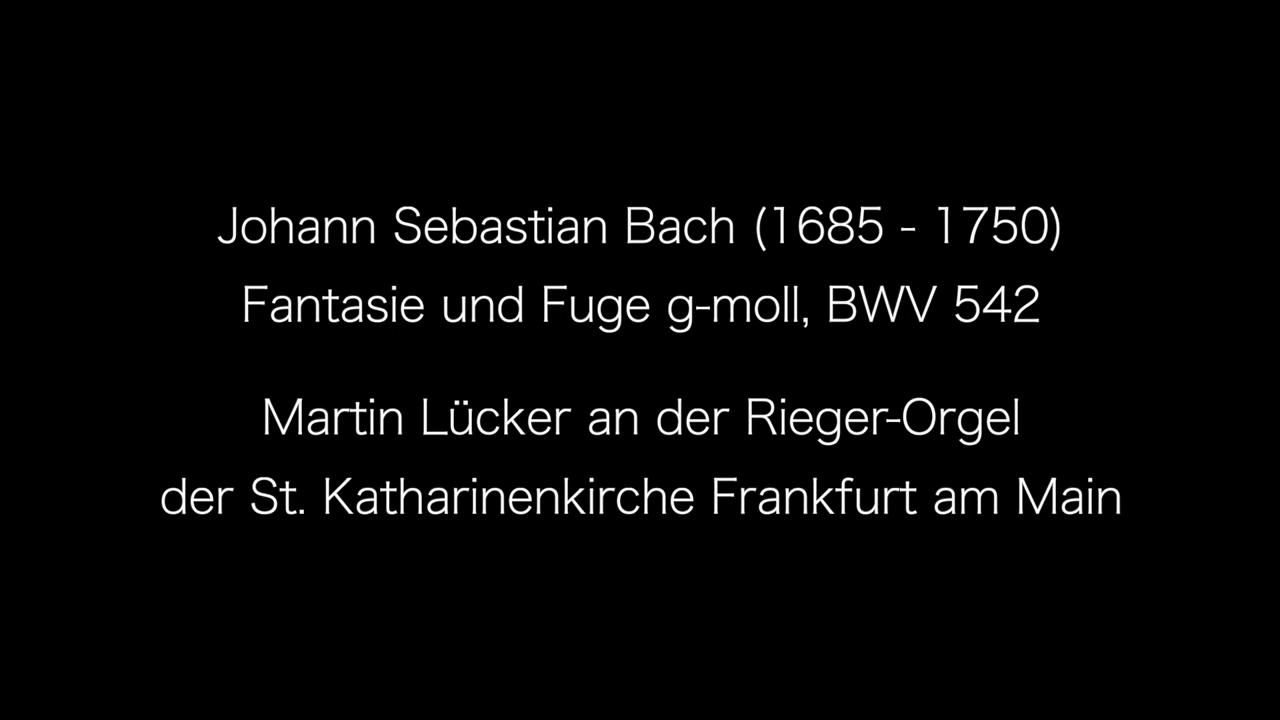 Johann Sebastian Bach (1685 - 1750)
Fantasie und Fuge g-moll, BWV 542
Martin Lücker an der Rieger-Orgel
der St. Katharinenkirche Frankfurt am Main